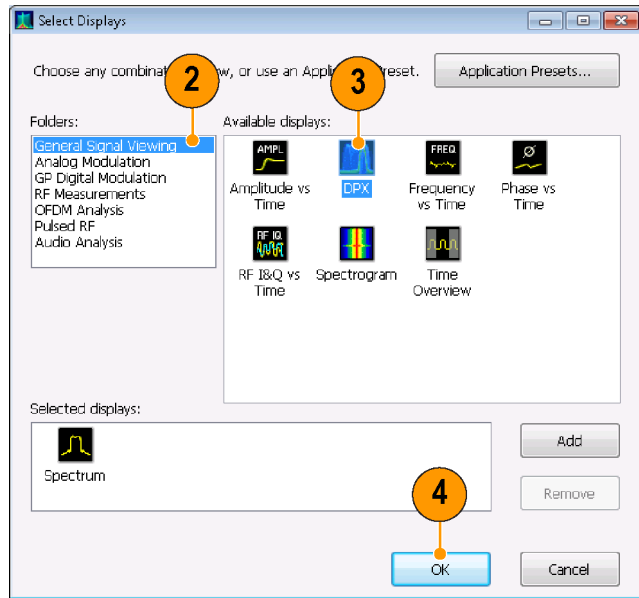 Select Displays
Choose any combinat w, or use an Appl reset.
Application Presets...
2
3
Folders:
General Signal Viewing
Analog Modulation
GP Digital Modulation
RF Measurements
OFDM Analysis
Pulsed RF
Audio Analysis
Available displays:
AMPL
Amplitude vs
Time
DPX
FREQ
Frequency
vs Time
Ø
Phase vs
Time
RF IQ
RF I&Q vs
Time
Spectrogram
Time
Overview
Selected displays:
Spectrum
Add
Remove
4
OK
Cancel